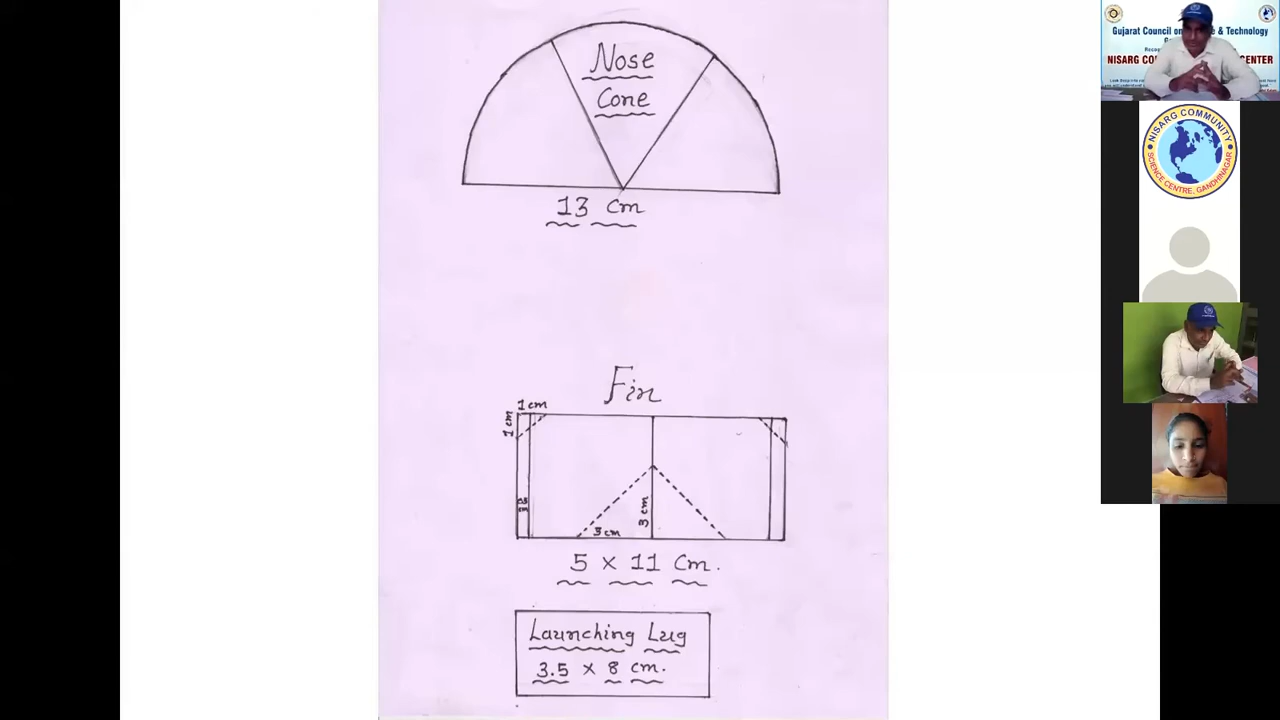 Nose
Cone
13 cm
Fin
1 cm
1 cm
3 cm
3 cm
5 x 11 cm.
Launching Lug
3.5 x 8 cm.
Gujarat Council on & Technology
NISARG CO CENTER
NISARG COMMUNITY
SCIENCE CENTRE, GANDHINAGAR